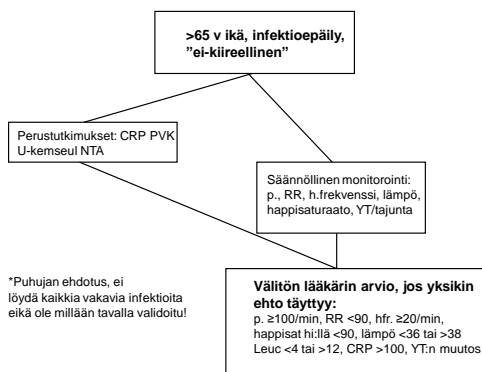 >65 v ikä, infektioepäily,
”ei-kiireellinen”
Perustutkimukset: CRP PVK
U-kemseul NTA
Säännöllinen monitorointi:
p., RR, h.frekvenssi, lämpö,
happisaturaato, YT/tajunta
*Puhujan ehdotus, ei
löydä kaikkia vakavia infektioita
eikä ole millään tavalla validoitu!
Välitön lääkärin arvio, jos yksikin
ehto täyttyy:
p. ≥100/min, RR <90, hfr. ≥20/min,
happisat hi:llä <90, lämpö <36 tai >38
Leuc <4 tai >12, CRP >100, YT:n muutos